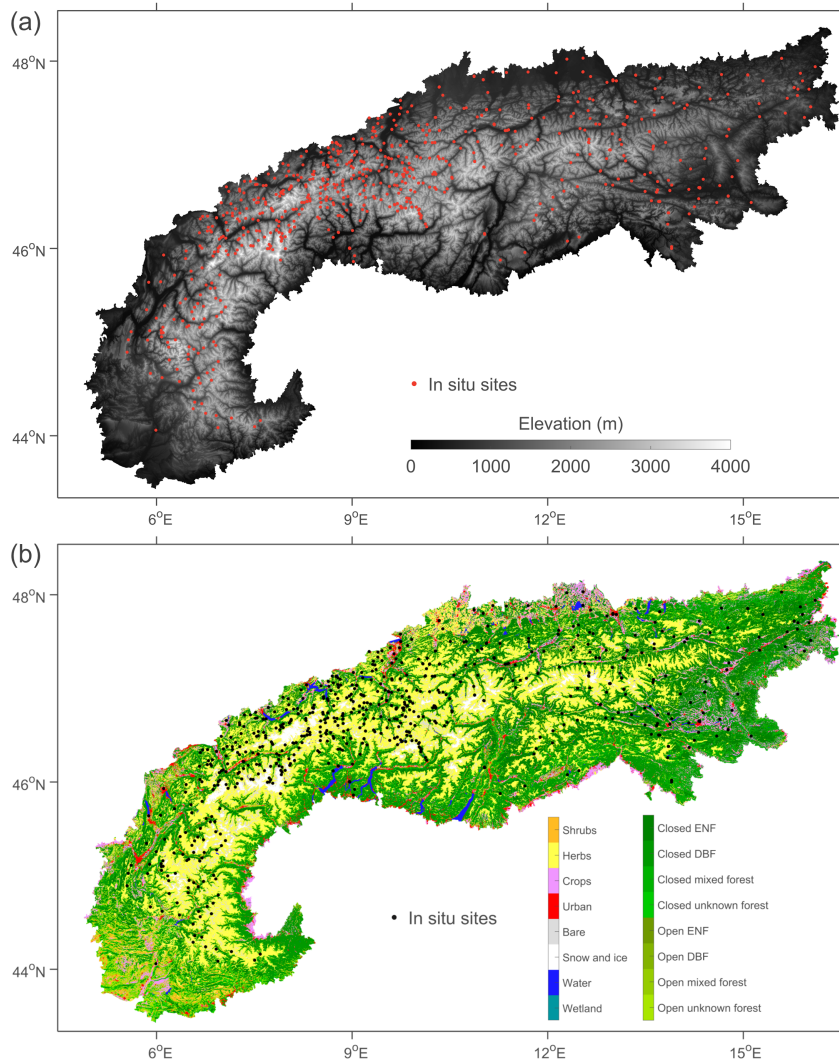 (a)
48°N
46°N
44°N
In situ sites
Elevation (m)
0 1000 2000 3000 4000
6°E 9°E 12°E 15°E
(b)
48°N
46°N
44°N
In situ sites
Shrubs
Herbs
Crops
Urban
Bare
Snow and ice
Water
Wetland
Closed ENF
Closed DBF
Closed mixed forest
Closed unknown forest
Open ENF
Open DBF
Open mixed forest
Open unknown forest
6°E 9°E 12°E 15°E